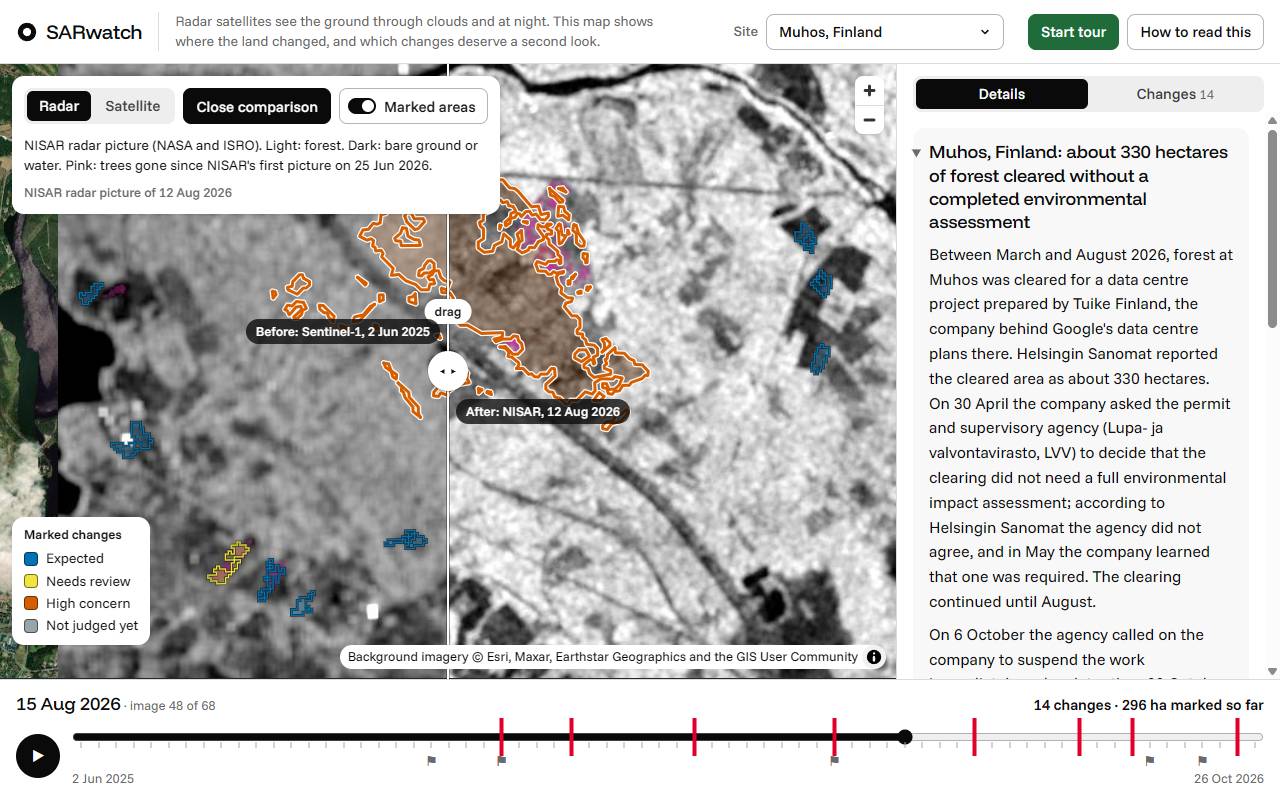 SARwatch
Radar satellites see the ground through clouds and at night. This map shows
where the land changed, and which changes deserve a second look.
Site
Muhos, Finland
Start tour
How to read this
Radar
Satellite
Close comparison
Marked areas
NISAR radar picture (NASA and ISRO). Light: forest. Dark: bare ground or
water. Pink: trees gone since NISAR's first picture on 25 Jun 2026.
NISAR radar picture of 12 Aug 2026
+
−
drag
Before: Sentinel-1, 2 Jun 2025
After: NISAR, 12 Aug 2026
Marked changes
Expected
Needs review
High concern
Not judged yet
Background imagery © Esri, Maxar, Earthstar Geographics and the GIS User Community
Details
Changes 14
Muhos, Finland: about 330 hectares
of forest cleared without a
completed environmental
assessment
Between March and August 2026, forest at
Muhos was cleared for a data centre
project prepared by Tuike Finland, the
company behind Google's data centre
plans there. Helsingin Sanomat reported
the cleared area as about 330 hectares.
On 30 April the company asked the permit
and supervisory agency (Lupa- ja
valvontavirasto, LVV) to decide that the
clearing did not need a full environmental
impact assessment; according to
Helsingin Sanomat the agency did not
agree, and in May the company learned
that one was required. The clearing
continued until August.
On 6 October the agency called on the
company to suspend the work
15 Aug 2026 · image 48 of 68
14 changes · 296 ha marked so far
2 Jun 2025
26 Oct 2026